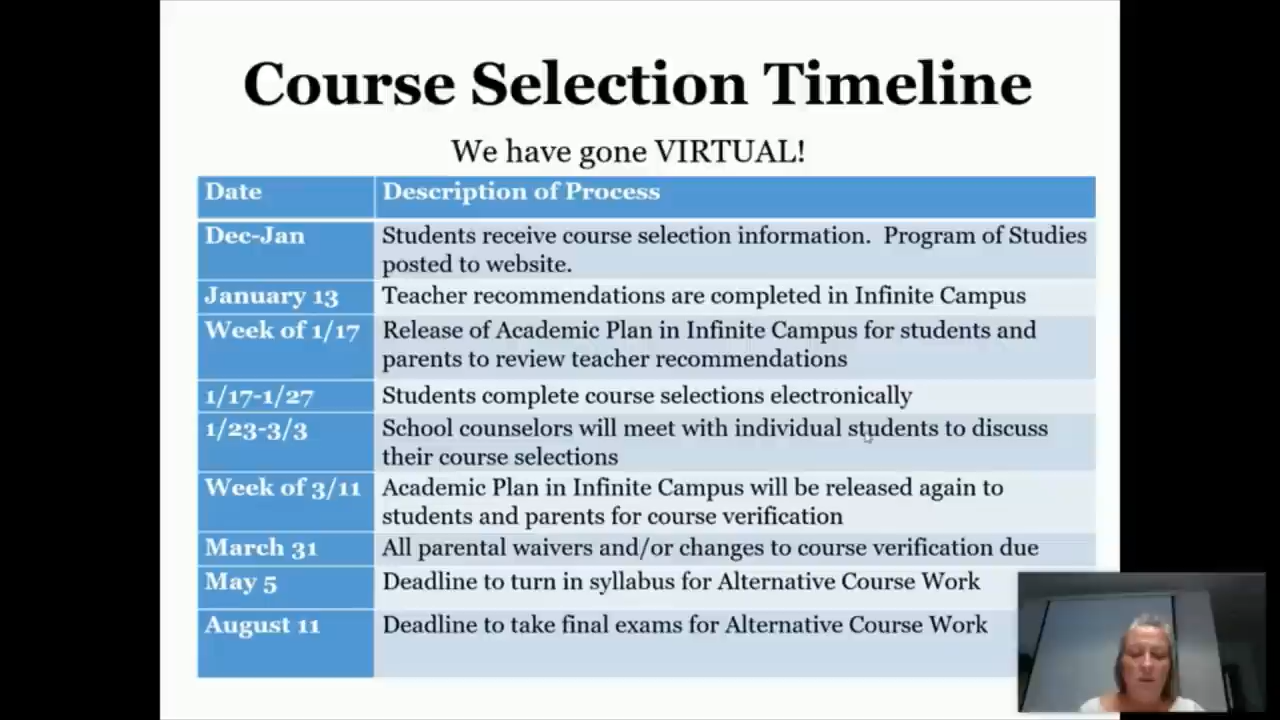 Course Selection Timeline
We have gone VIRTUAL!
Date Description of Process
Dec-Jan Students receive course selection information.  Program of Studies
posted to website.
January 13 Teacher recommendations are completed in Infinite Campus
Week of 1/17 Release of Academic Plan in Infinite Campus for students and
parents to review teacher recommendations
1/17-1/27 Students complete course selections electronically
1/23-3/3 School counselors will meet with individual students to discuss
their course selections
Week of 3/11 Academic Plan in Infinite Campus will be released again to
students and parents for course verification
March 31 All parental waivers and/or changes to course verification due
May 5 Deadline to turn in syllabus for Alternative Course Work
August 11 Deadline to take final exams for Alternative Course Work